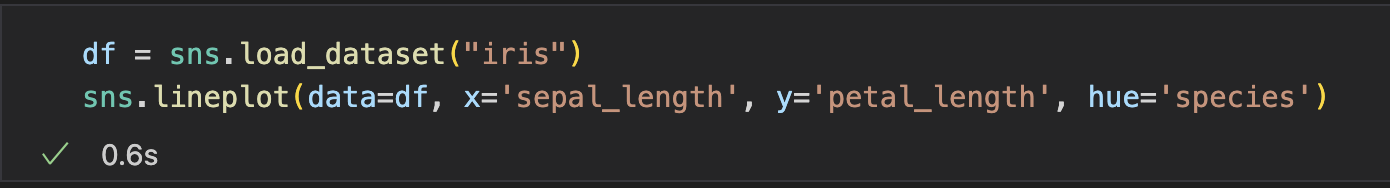 df = sns.load_dataset("iris")
sns.lineplot(data=df, x='sepal_length', y='petal_length', hue='species')
✓ 0.6s